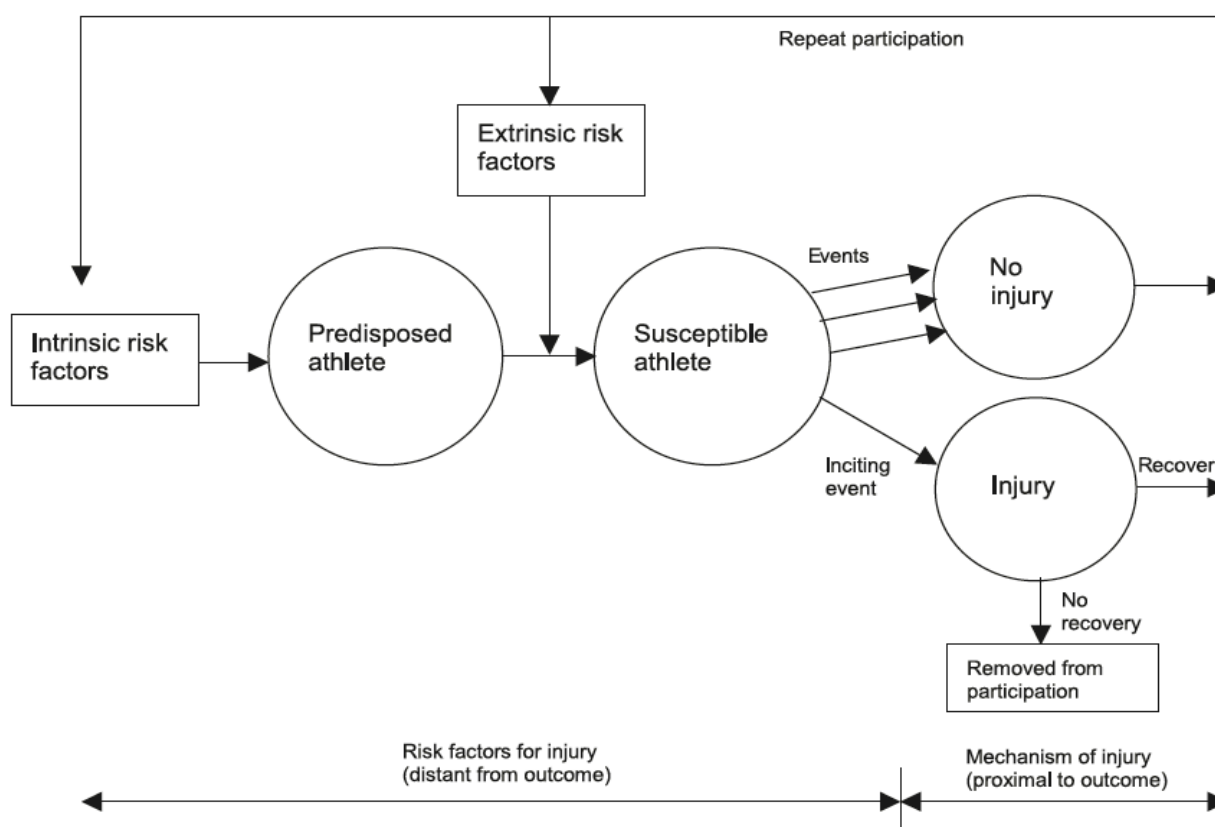 Repeat participation
Extrinsic risk
factors
Events
No
injury
Intrinsic risk
factors
Predisposed
athlete
Susceptible
athlete
Inciting
event
Injury
Recover
No
recovery
Removed from
participation
Risk factors for injury
(distant from outcome)
Mechanism of injury
(proximal to outcome)